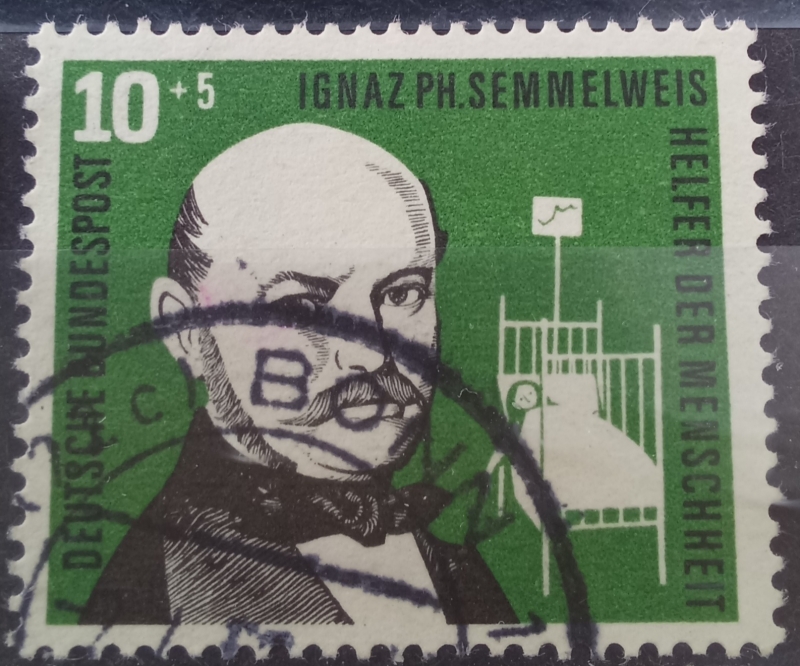 10 + 5
IGNAZ PH. SEMMELWEIS
HELFER DER MENSCHHEIT
DEUTSCHE BUNDESPOST